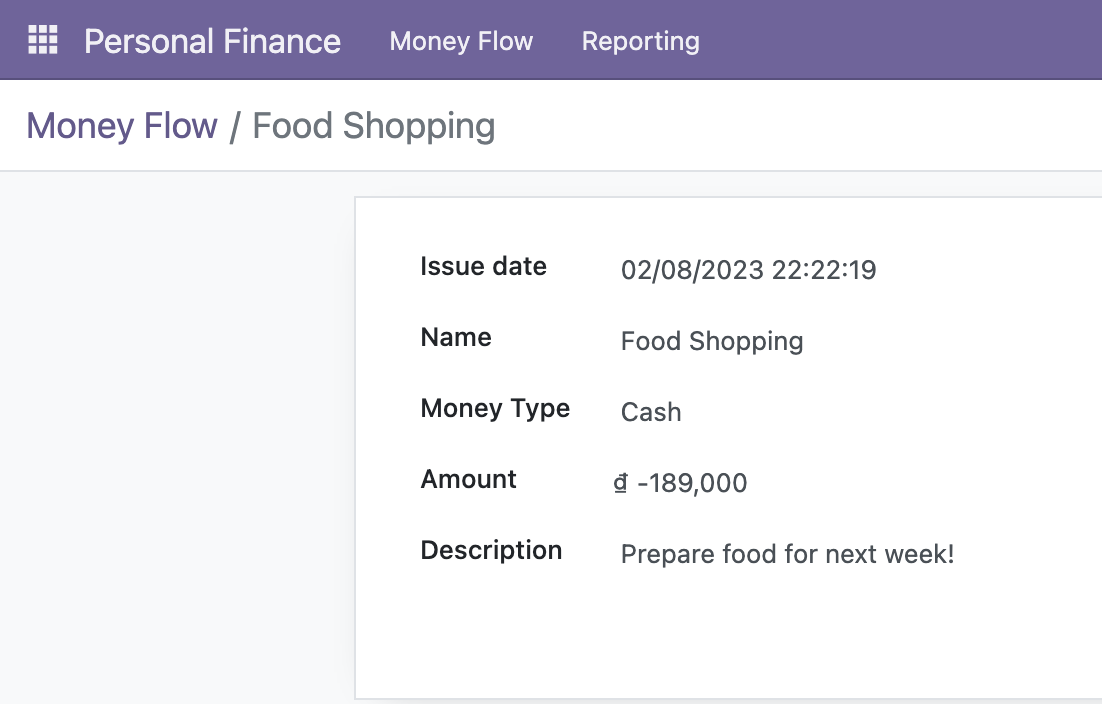 Personal Finance Money Flow Reporting
Money Flow / Food Shopping
Issue date 02/08/2023 22:22:19
Name Food Shopping
Money Type Cash
Amount ₫ -189,000
Description Prepare food for next week!